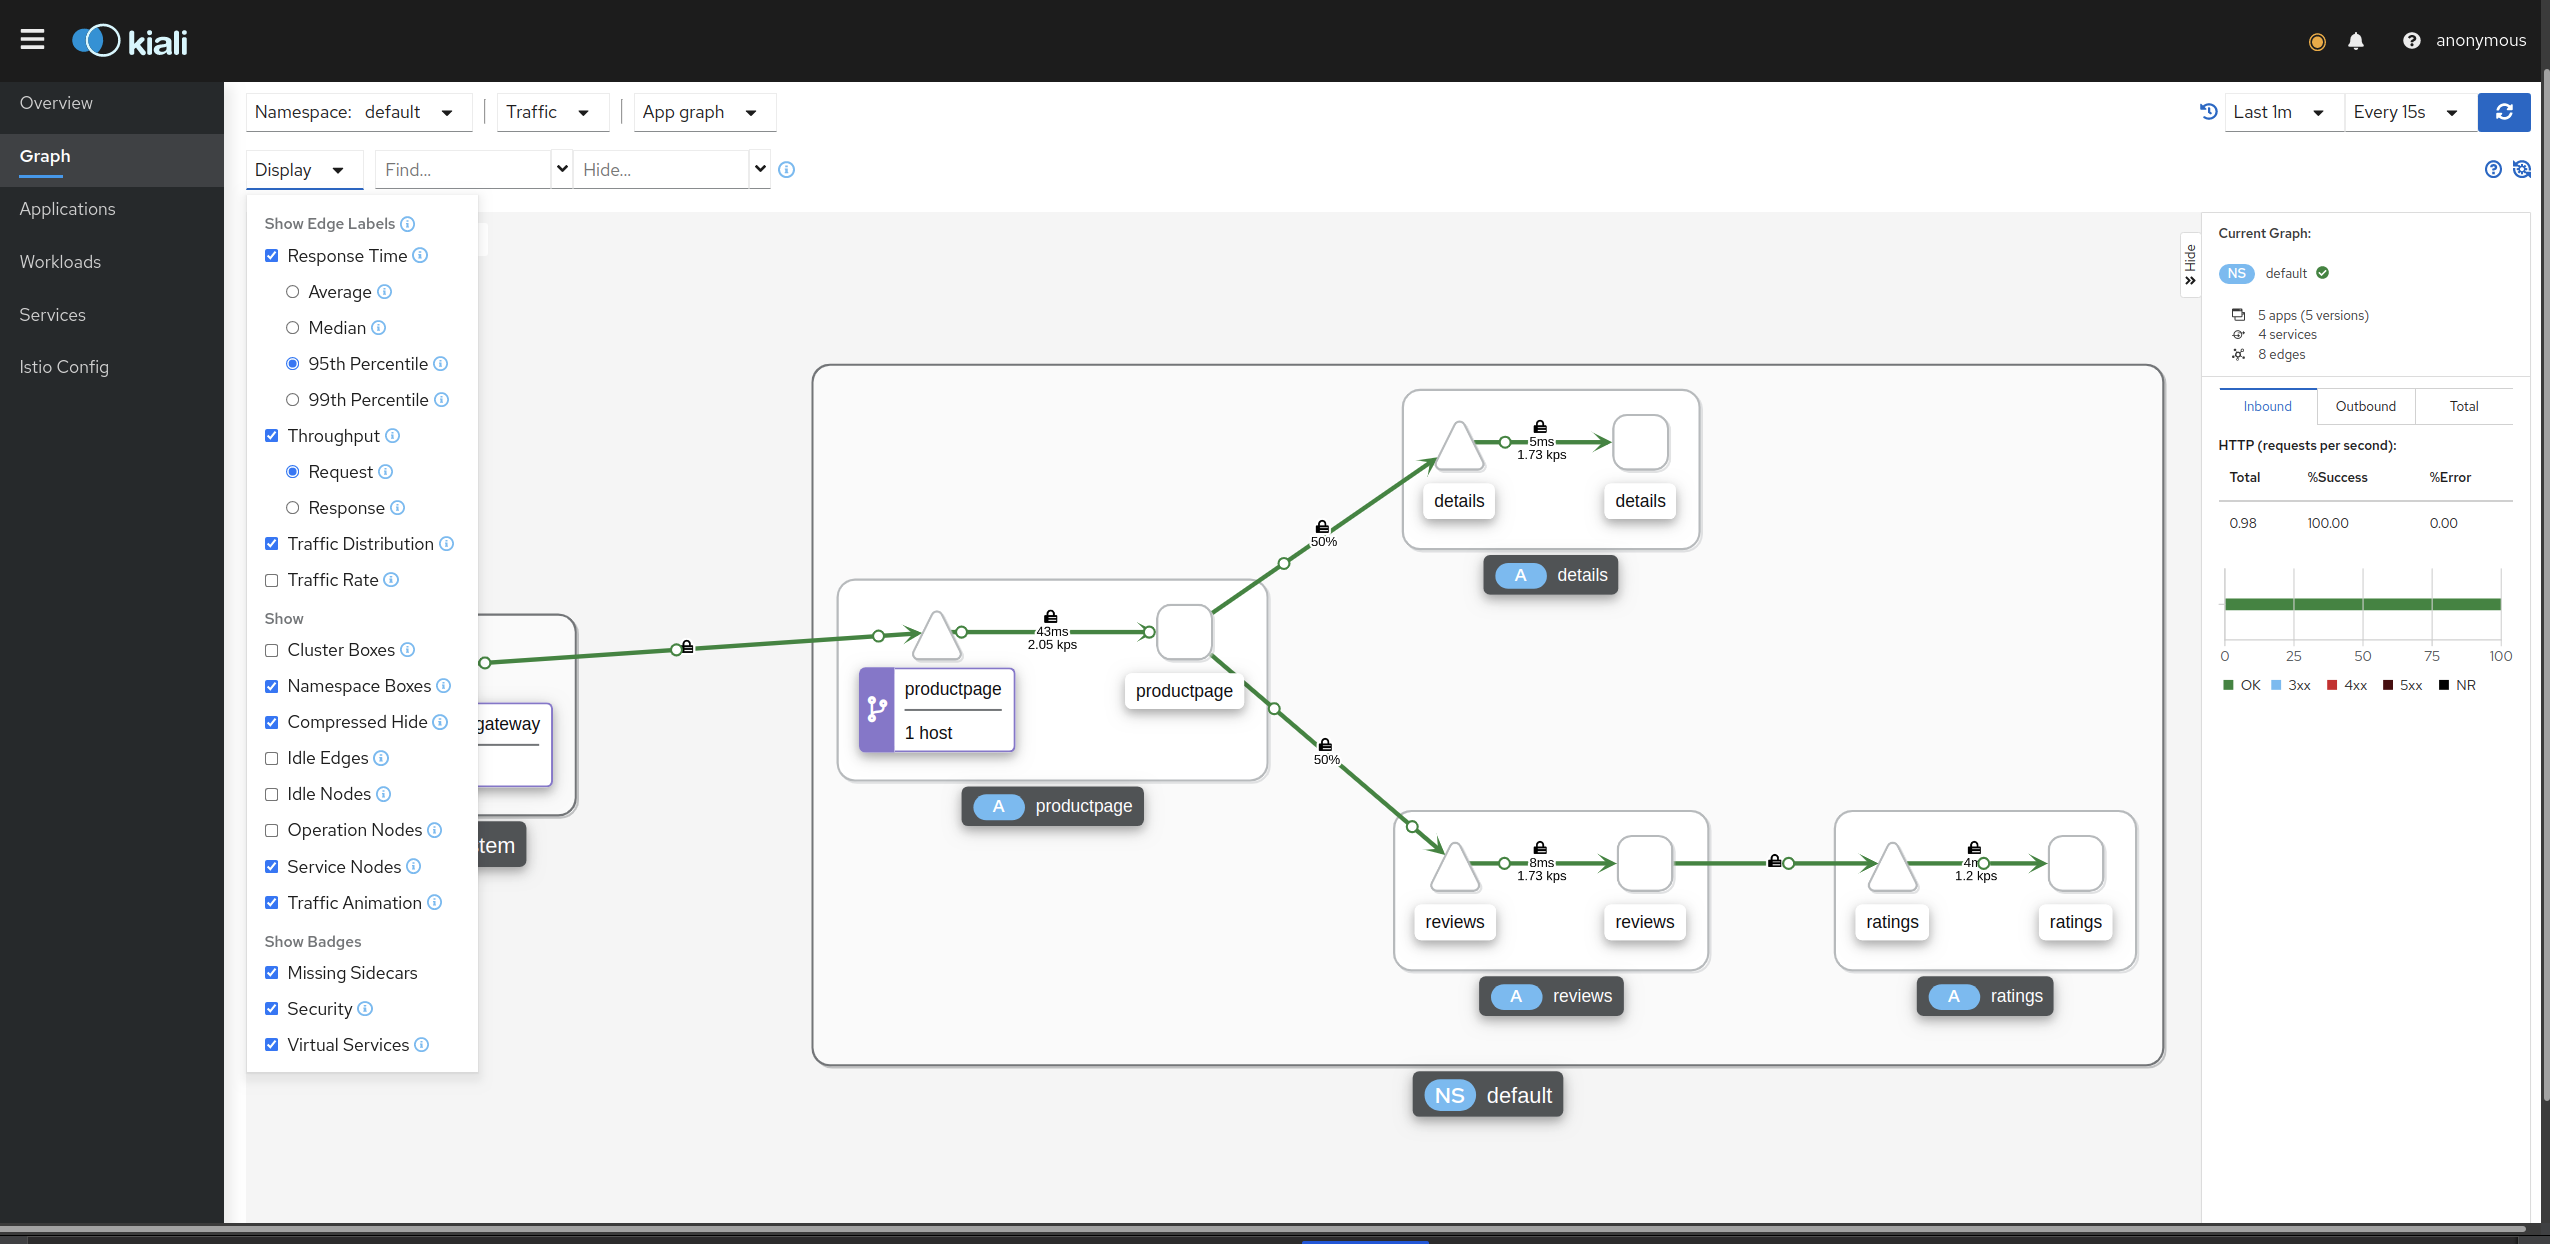 kiali
anonymous
Overview
Graph
Applications
Workloads
Services
Istio Config
Namespace: default
Traffic
App graph
Last 1m
Every 15s
Display
Find...
Hide...
Show Edge Labels
Response Time
Average
Median
95th Percentile
99th Percentile
Throughput
Request
Response
Traffic Distribution
Traffic Rate
Show
Cluster Boxes
Namespace Boxes
Compressed Hide
Idle Edges
Idle Nodes
Operation Nodes
Service Nodes
Traffic Animation
Show Badges
Missing Sidecars
Security
Virtual Services
gateway
tem
43ms
2.05 kps
productpage
1 host
productpage
A productpage
50%
50%
5ms
1.73 kps
details
details
A details
8ms
1.73 kps
reviews
reviews
A reviews
1.2 kps
ratings
ratings
A ratings
NS default
Hide
Current Graph:
NS default
5 apps (5 versions)
4 services
8 edges
Inbound
Outbound
Total
HTTP (requests per second):
Total %Success %Error
0.98 100.00 0.00
0 25 50 75 100
OK 3xx 4xx 5xx NR